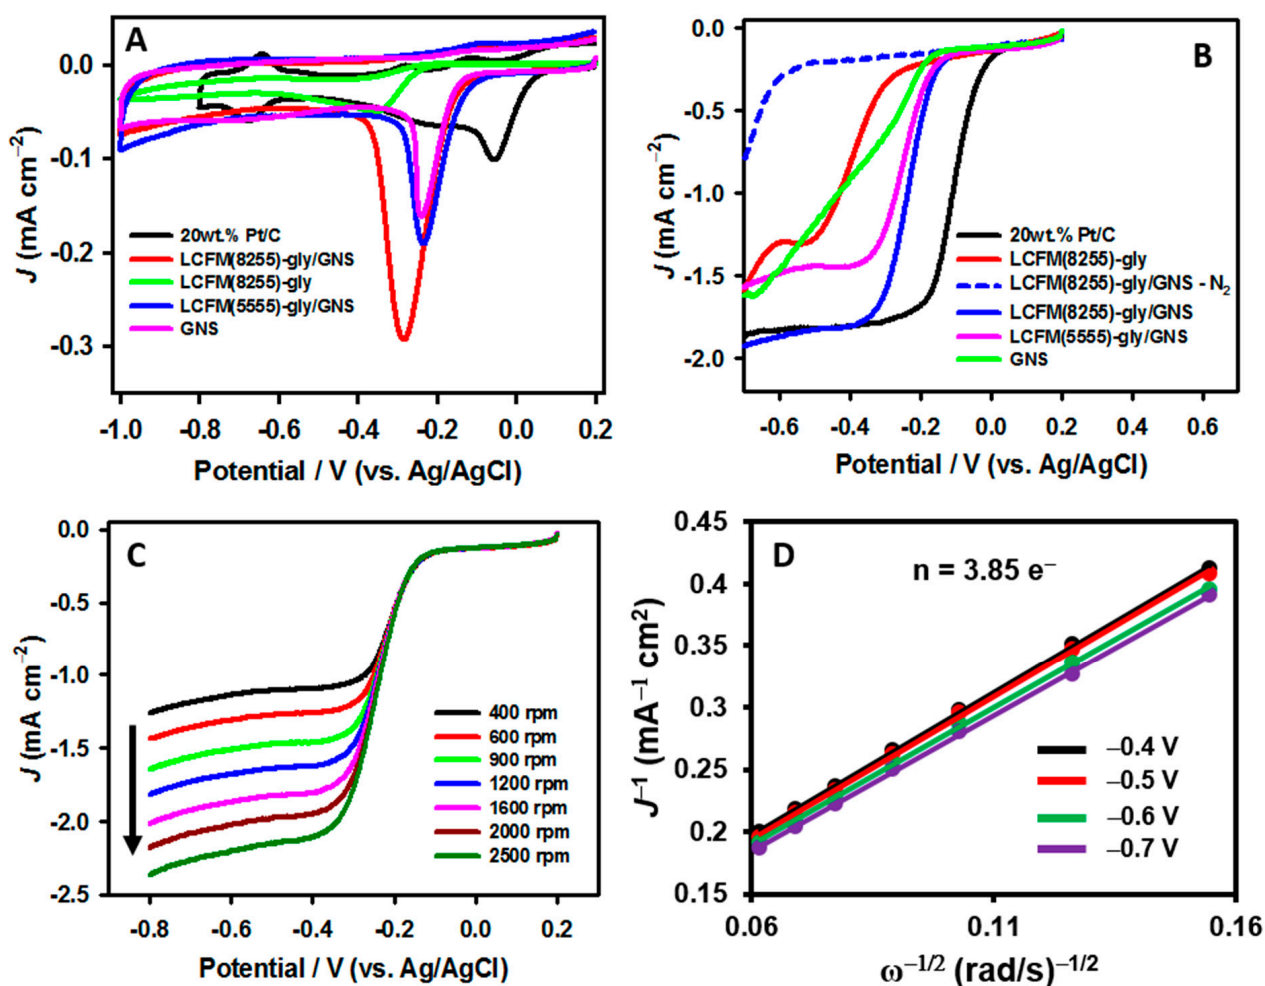 A
0.0
-0.1
-0.2
-0.3
J (mA cm⁻²)
20wt.% Pt/C
LCFM(8255)-gly/GNS
LCFM(8255)-gly
LCFM(5555)-gly/GNS
GNS
-1.0 -0.8 -0.6 -0.4 -0.2 0.0 0.2
Potential / V (vs. Ag/AgCl)
B
0.0
-0.5
-1.0
-1.5
-2.0
J (mA cm⁻²)
20wt.% Pt/C
LCFM(8255)-gly
LCFM(8255)-gly/GNS - N₂
LCFM(8255)-gly/GNS
LCFM(5555)-gly/GNS
GNS
-0.6 -0.4 -0.2 0.0 0.2 0.4 0.6
Potential / V (vs. Ag/AgCl)
C
0.0
-0.5
-1.0
-1.5
-2.0
-2.5
J (mA cm⁻²)
400 rpm
600 rpm
900 rpm
1200 rpm
1600 rpm
2000 rpm
2500 rpm
-0.8 -0.6 -0.4 -0.2 0.0 0.2
Potential / V (vs. Ag/AgCl)
D
n = 3.85 e⁻
0.45
0.4
0.35
0.3
0.25
0.2
0.15
J⁻¹ (mA⁻¹ cm²)
–0.4 V
–0.5 V
–0.6 V
–0.7 V
0.06 0.11 0.16
ω⁻¹/² (rad/s)⁻¹/²